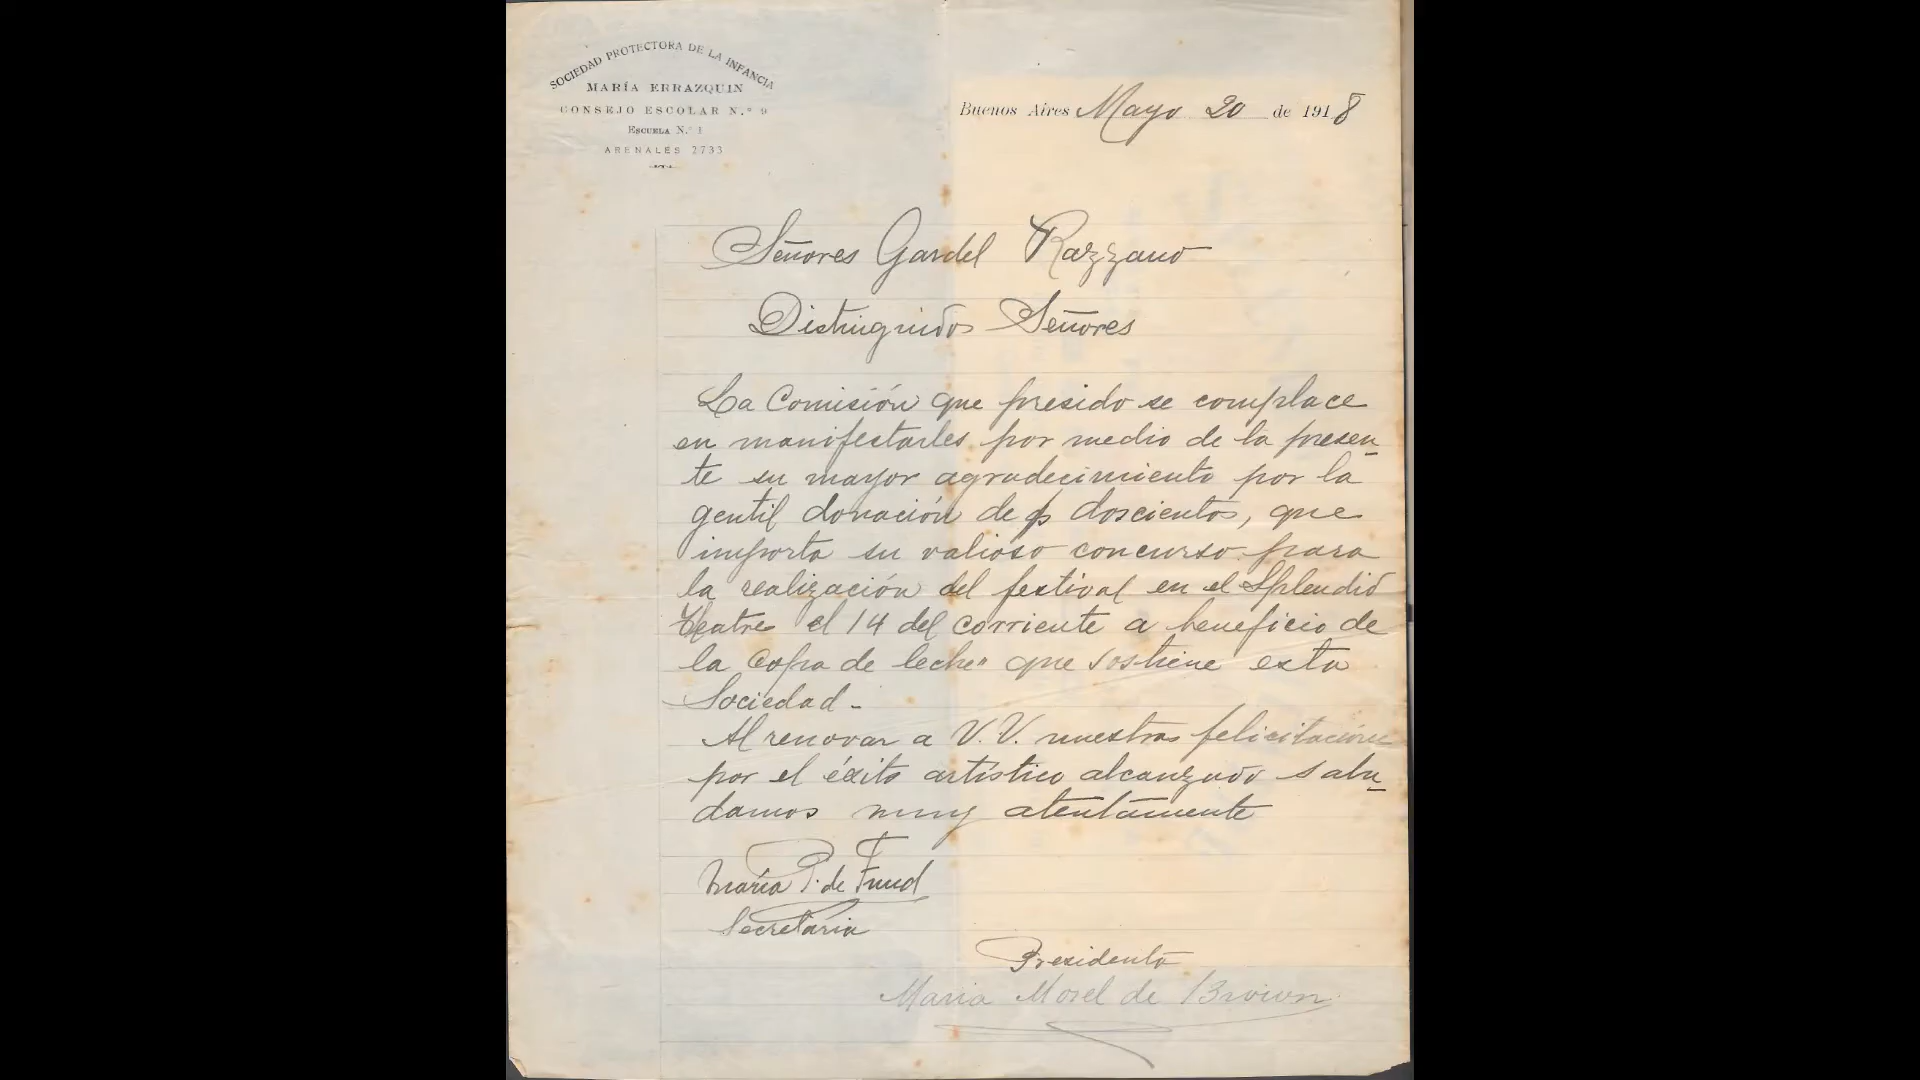 SOCIEDAD PROTECTORA DE LA INFANCIA
MARÍA ERRAZQUIN
CONSEJO ESCOLAR N.º 9
ESCUELA N.º 1
ARENALES 2733
Buenos Aires Mayo 20 de 1918
Señores Gardel Razzano
Distinguidos Señores
La Comisión que presido se complace
en manifestarles por medio de la presen-
te su mayor agradecimiento por la
gentil donación de $ doscientos, que
importa su valioso concurso para
la realización del festival en el Splendid
Teatre el 14 del corriente a beneficio de
la Copa de leche" que sostiene esta
Sociedad -
Al renovar a V.V. nuestras felicitaciones
por el éxito artístico alcanzado salu-
damos muy atentamente
María P. de
Secretaria
Presidenta
Maria Morel de